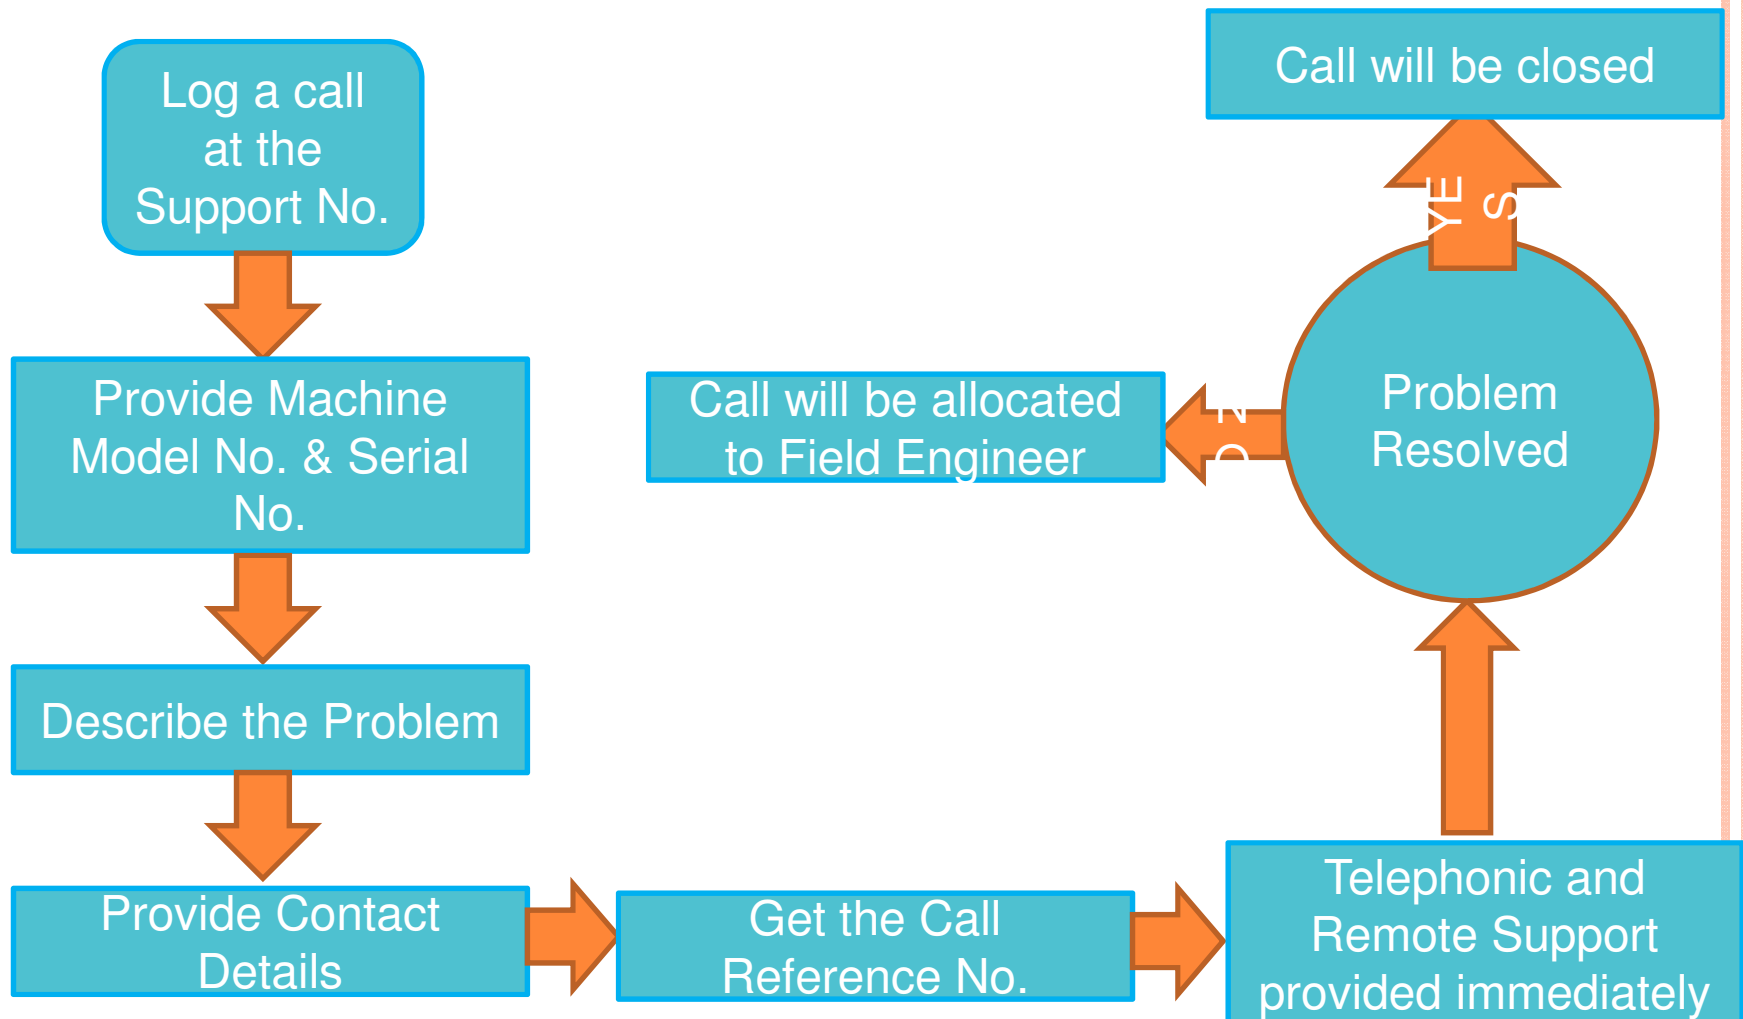 Log a call
at the
Support No.
Provide Machine
Model No. & Serial
No.
Describe the Problem
Provide Contact
Details
Get the Call
Reference No.
Telephonic and
Remote Support
provided immediately
Problem
Resolved
YE
S
Call will be closed
N
O
Call will be allocated
to Field Engineer